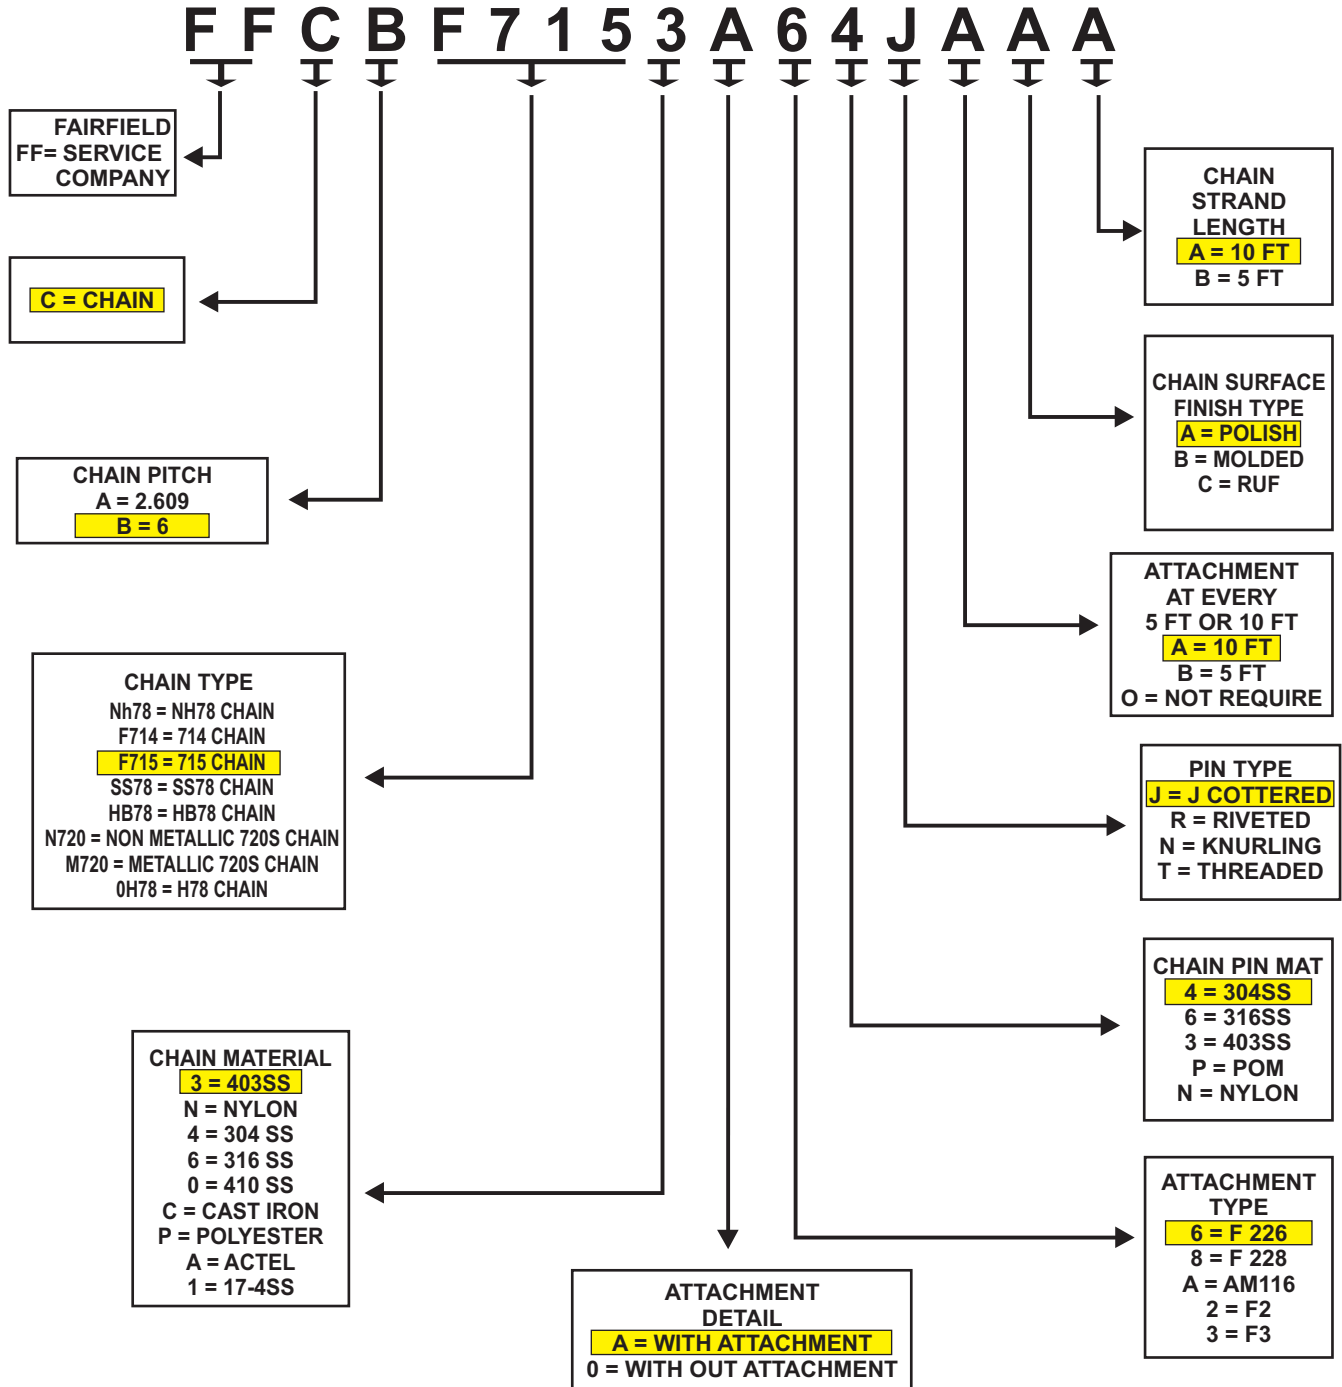 F F C B F 7 1 5 3 A 6 4 J A A A
FAIRFIELD
FF= SERVICE
COMPANY
C = CHAIN
CHAIN PITCH
A = 2.609
B = 6
CHAIN TYPE
Nh78 = NH78 CHAIN
F714 = 714 CHAIN
F715 = 715 CHAIN
SS78 = SS78 CHAIN
HB78 = HB78 CHAIN
N720 = NON METALLIC 720S CHAIN
M720 = METALLIC 720S CHAIN
0H78 = H78 CHAIN
CHAIN MATERIAL
3 = 403SS
N = NYLON
4 = 304 SS
6 = 316 SS
0 = 410 SS
C = CAST IRON
P = POLYESTER
A = ACTEL
1 = 17-4SS
ATTACHMENT
DETAIL
A = WITH ATTACHMENT
0 = WITH OUT ATTACHMENT
CHAIN
STRAND
LENGTH
A = 10 FT
B = 5 FT
CHAIN SURFACE
FINISH TYPE
A = POLISH
B = MOLDED
C = RUF
ATTACHMENT
AT EVERY
5 FT OR 10 FT
A = 10 FT
B = 5 FT
O = NOT REQUIRE
PIN TYPE
J = J COTTERED
R = RIVETED
N = KNURLING
T = THREADED
CHAIN PIN MAT
4 = 304SS
6 = 316SS
3 = 403SS
P = POM
N = NYLON
ATTACHMENT
TYPE
6 = F 226
8 = F 228
A = AM116
2 = F2
3 = F3